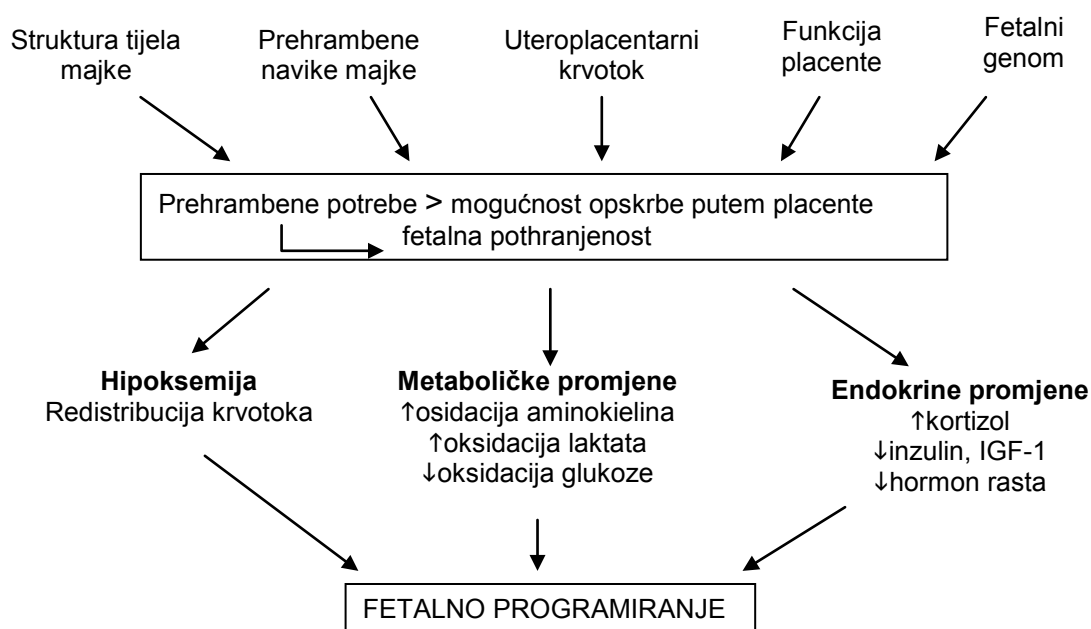 Struktura tijela
majke
Prehrambene
navike majke
Uteroplacentarni
krvotok
Funkcija
placente
Fetalni
genom
Prehrambene potrebe > mogućnost opskrbe putem placente
fetalna pothranjenost
Hipoksemija
Redistribucija krvotoka
Metaboličke promjene
↑osidacija aminokielina
↑oksidacija laktata
↓oksidacija glukoze
Endokrine promjene
↑kortizol
↓inzulin, IGF-1
↓hormon rasta
FETALNO PROGRAMIRANJE